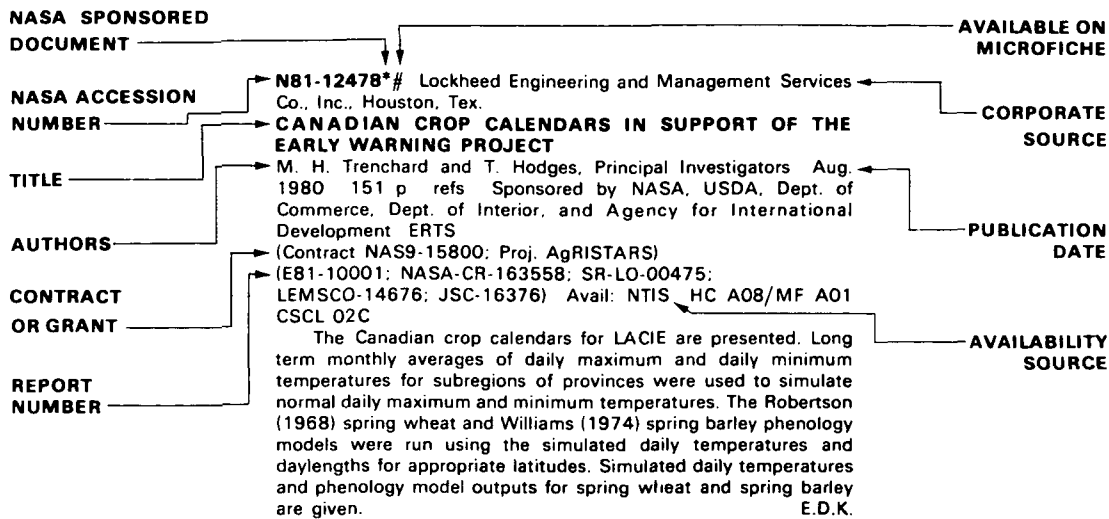 NASA SPONSORED
DOCUMENT
AVAILABLE ON
MICROFICHE
N81-12478*# Lockheed Engineering and Management Services
Co., Inc., Houston, Tex.
NASA ACCESSION
NUMBER
CORPORATE
SOURCE
CANADIAN CROP CALENDARS IN SUPPORT OF THE
EARLY WARNING PROJECT
TITLE
M. H. Trenchard and T. Hodges, Principal Investigators Aug.
1980 151 p refs Sponsored by NASA, USDA, Dept. of
Commerce, Dept. of Interior, and Agency for International
Development ERTS
AUTHORS
PUBLICATION
DATE
(Contract NAS9-15800; Proj. AgRISTARS)
(E81-10001; NASA-CR-163558; SR-LO-00475;
LEMSCO-14676; JSC-16376) Avail: NTIS HC A08/MF A01
CSCL 02C
CONTRACT
OR GRANT
AVAILABILITY
SOURCE
REPORT
NUMBER
The Canadian crop calendars for LACIE are presented. Long
term monthly averages of daily maximum and daily minimum
temperatures for subregions of provinces were used to simulate
normal daily maximum and minimum temperatures. The Robertson
(1968) spring wheat and Williams (1974) spring barley phenology
models were run using the simulated daily temperatures and
daylengths for appropriate latitudes. Simulated daily temperatures
and phenology model outputs for spring wheat and spring barley
are given. E.D.K.